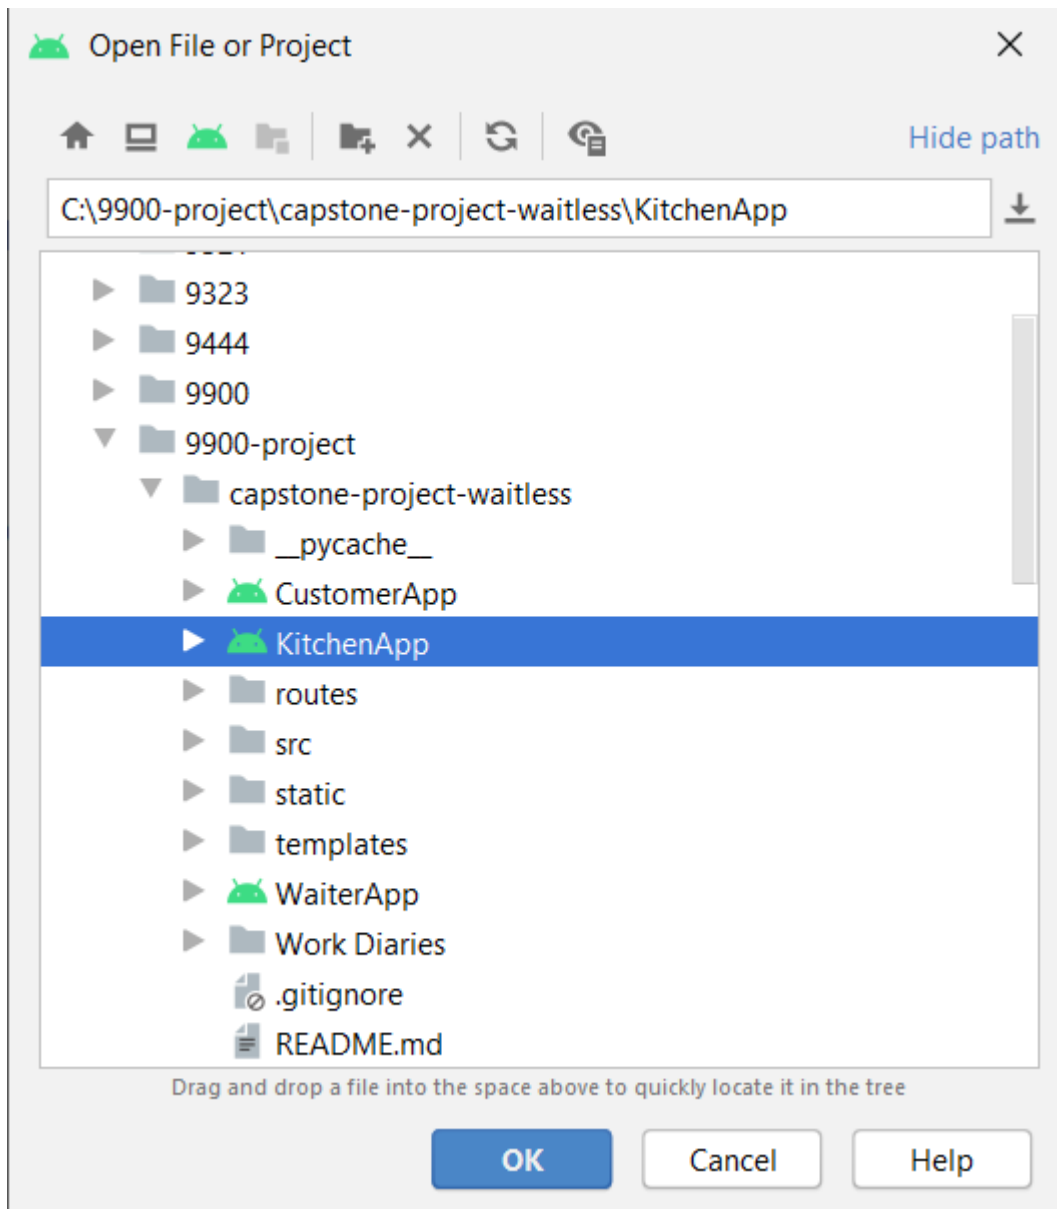 Open File or Project
Hide path
C:\9900-project\capstone-project-waitless\KitchenApp
9323
9444
9900
9900-project
capstone-project-waitless
__pycache__
CustomerApp
KitchenApp
routes
src
static
templates
WaiterApp
Work Diaries
.gitignore
README.md
Drag and drop a file into the space above to quickly locate it in the tree
OK Cancel Help